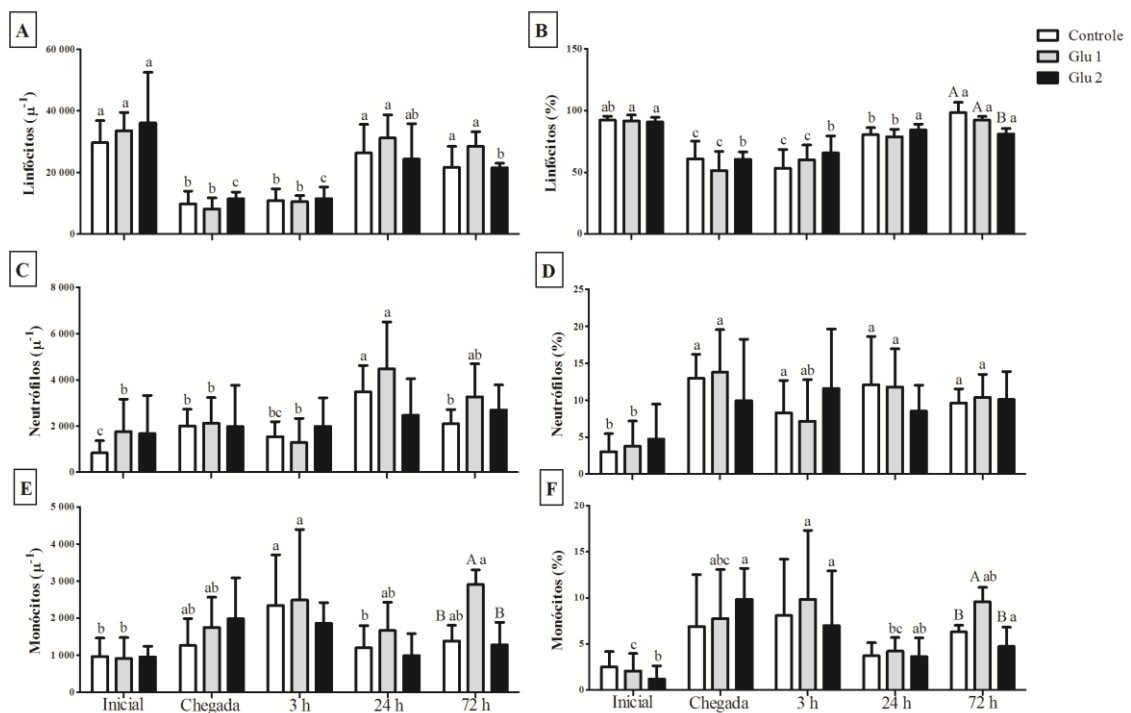 A
B
Controle
Glu 1
Glu 2
Linfócitos (µ⁻¹)
60 000
40 000
20 000
0
a a a
b b c
b b c
a a ab
a a b
Linfócitos (%)
150
100
50
0
ab a a
c c b
c c b
b b a
A a A a B a
C
D
Neutrófilos (µ⁻¹)
8 000
6 000
4 000
2 000
0
c b
b b
bc b
a a
b ab
Neutrófilos (%)
25
20
15
10
5
0
b b
a a
a ab
a a
a a
E
F
Monócitos (µ⁻¹)
5 000
4 000
3 000
2 000
1 000
0
b b
ab ab
a a
b ab
B ab A a B
Inicial Chegada 3 h 24 h 72 h
Monócitos (%)
20
15
10
5
0
c b
abc a
a a
bc ab
B A ab B a
Inicial Chegada 3 h 24 h 72 h